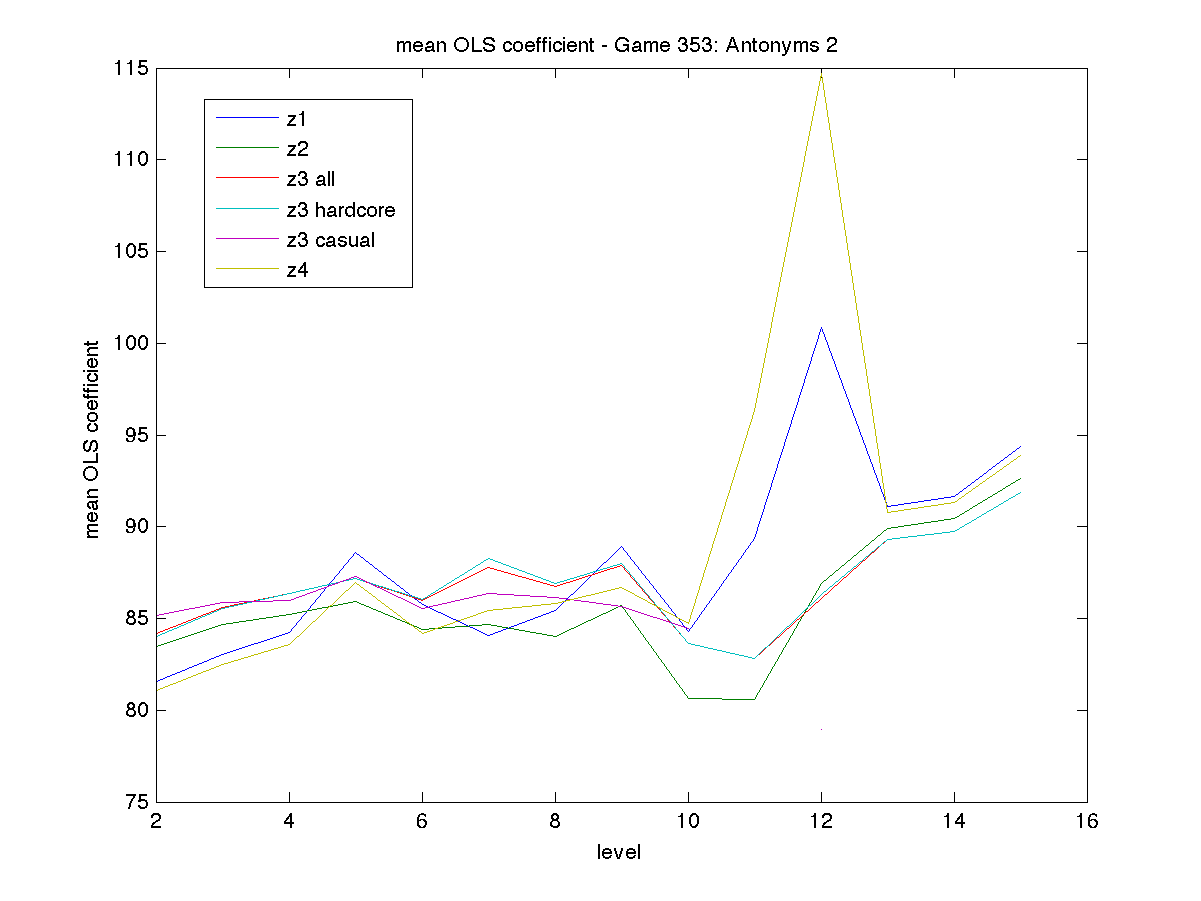 mean OLS coefficient - Game 353: Antonyms 2
115
110
105
100
95
90
85
80
75
mean OLS coefficient
z1
z2
z3 all
z3 hardcore
z3 casual
z4
2 4 6 8 10 12 14 16
level